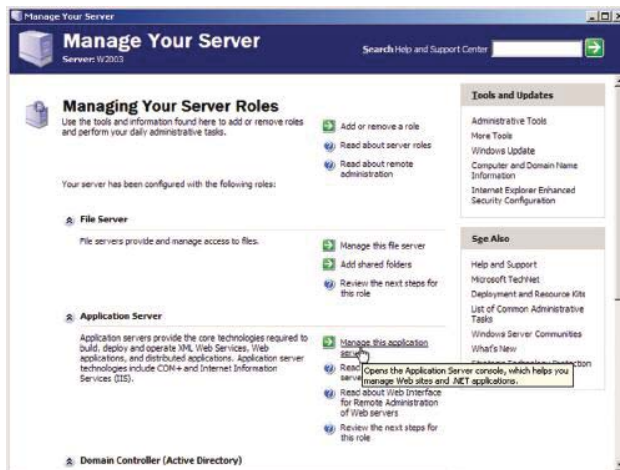 Manage Your Server
Manage Your Server
Server: W2003
Search Help and Support Center
Managing Your Server Roles
Use the tools and information found here to add or remove roles
and perform your daily administrative tasks.
Your server has been configured with the following roles:
Add or remove a role
Read about server roles
Read about remote
administration
File Server
File servers provide and manage access to files.
Manage this file server
Add shared folders
Review the next steps for
this role
Application Server
Application servers provide the core technologies required to
build, deploy and operate XML Web Services, Web
applications, and distributed applications. Application server
technologies include COM+ and Internet Information
Services (IIS).
Manage this application
server
Read
Opens the Application Server console, which helps you
manage Web sites and .NET applications.
Read about Web Interface
for Remote Administration
of Web servers
Review the next steps for
this role
Domain Controller (Active Directory)
Tools and Updates
Administrative Tools
More Tools
Windows Update
Computer and Domain Name
Information
Internet Explorer Enhanced
Security Configuration
See Also
Help and Support
Microsoft TechNet
Deployment and Resource Kits
List of Common Administrative
Tasks
Windows Server Communities
What's New